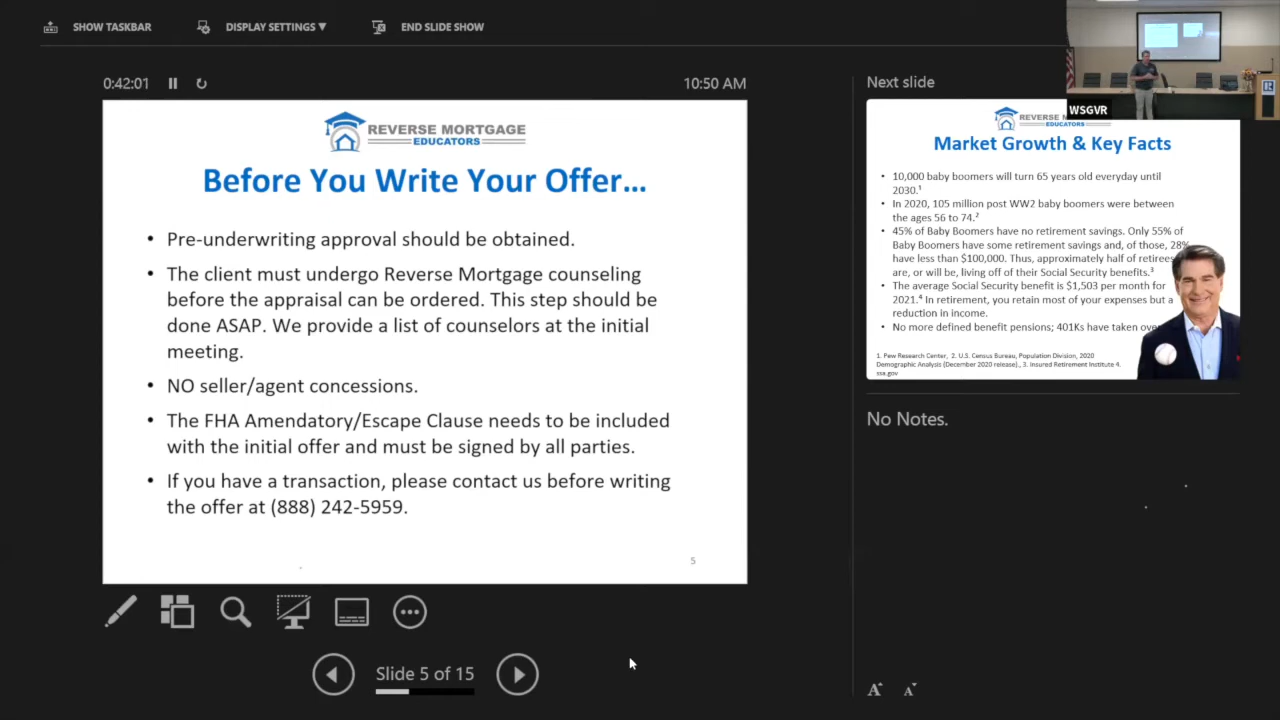 SHOW TASKBAR
DISPLAY SETTINGS ▼
END SLIDE SHOW
0:42:01
10:50 AM
REVERSE MORTGAGE
EDUCATORS
Before You Write Your Offer...
• Pre-underwriting approval should be obtained.
• The client must undergo Reverse Mortgage counseling
before the appraisal can be ordered. This step should be
done ASAP. We provide a list of counselors at the initial
meeting.
• NO seller/agent concessions.
• The FHA Amendatory/Escape Clause needs to be included
with the initial offer and must be signed by all parties.
• If you have a transaction, please contact us before writing
the offer at (888) 242-5959.
5
Slide 5 of 15
Next slide
WSGVR
REVERSE M
EDUCATORS
Market Growth & Key Facts
• 10,000 baby boomers will turn 65 years old everyday until
2030.¹
• In 2020, 105 million post WW2 baby boomers were between
the ages 56 to 74.²
• 45% of Baby Boomers have no retirement savings. Only 55% of
Baby Boomers have some retirement savings and, of those, 28%
have less than $100,000. Thus, approximately half of retirees
are, or will be, living off of their Social Security benefits.³
• The average Social Security benefit is $1,503 per month for
2021.⁴ In retirement, you retain most of your expenses but a
reduction in income.
• No more defined benefit pensions; 401Ks have taken over
1. Pew Research Center, 2. U.S. Census Bureau, Population Division, 2020
Demographic Analysis (December 2020 release)., 3. Insured Retirement Institute 4.
ssa.gov
No Notes.
A A